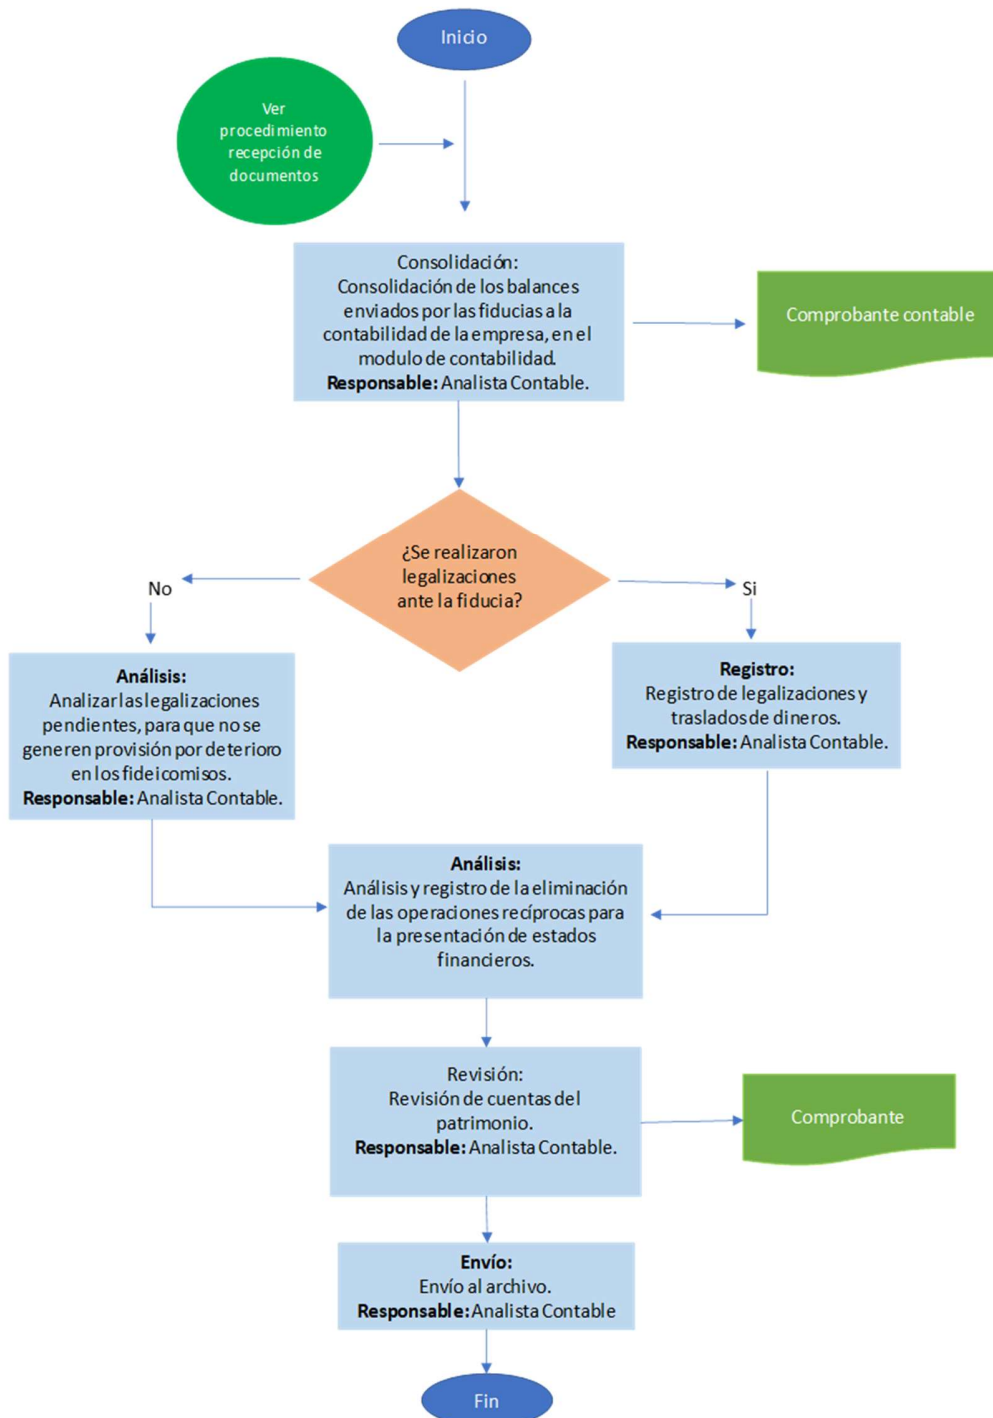 Inicio
Ver
procedimiento
recepción de
documentos
Consolidación:
Consolidación de los balances
enviados por las fiducias a la
contabilidad de la empresa, en el
modulo de contabilidad.
Responsable: Analista Contable.
Comprobante contable
¿Se realizaron
legalizaciones
ante la fiducia?
No
Si
Análisis:
Analizar las legalizaciones
pendientes, para que no se
generen provisión por deterioro
en los fideicomisos.
Responsable: Analista Contable.
Registro:
Registro de legalizaciones y
traslados de dineros.
Responsable: Analista Contable.
Análisis:
Análisis y registro de la eliminación
de las operaciones recíprocas para
la presentación de estados
financieros.
Revisión:
Revisión de cuentas del
patrimonio.
Responsable: Analista Contable.
Comprobante
Envío:
Envío al archivo.
Responsable: Analista Contable
Fin